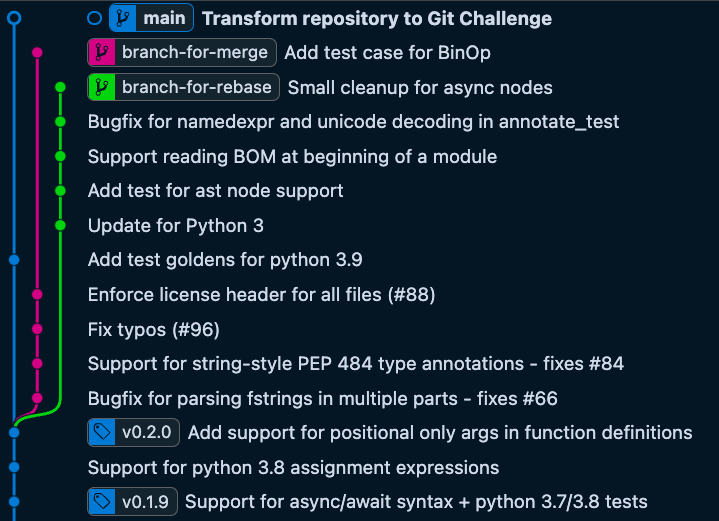 main Transform repository to Git Challenge
branch-for-merge Add test case for BinOp
branch-for-rebase Small cleanup for async nodes
Bugfix for namedexpr and unicode decoding in annotate_test
Support reading BOM at beginning of a module
Add test for ast node support
Update for Python 3
Add test goldens for python 3.9
Enforce license header for all files (#88)
Fix typos (#96)
Support for string-style PEP 484 type annotations - fixes #84
Bugfix for parsing fstrings in multiple parts - fixes #66
v0.2.0 Add support for positional only args in function definitions
Support for python 3.8 assignment expressions
v0.1.9 Support for async/await syntax + python 3.7/3.8 tests